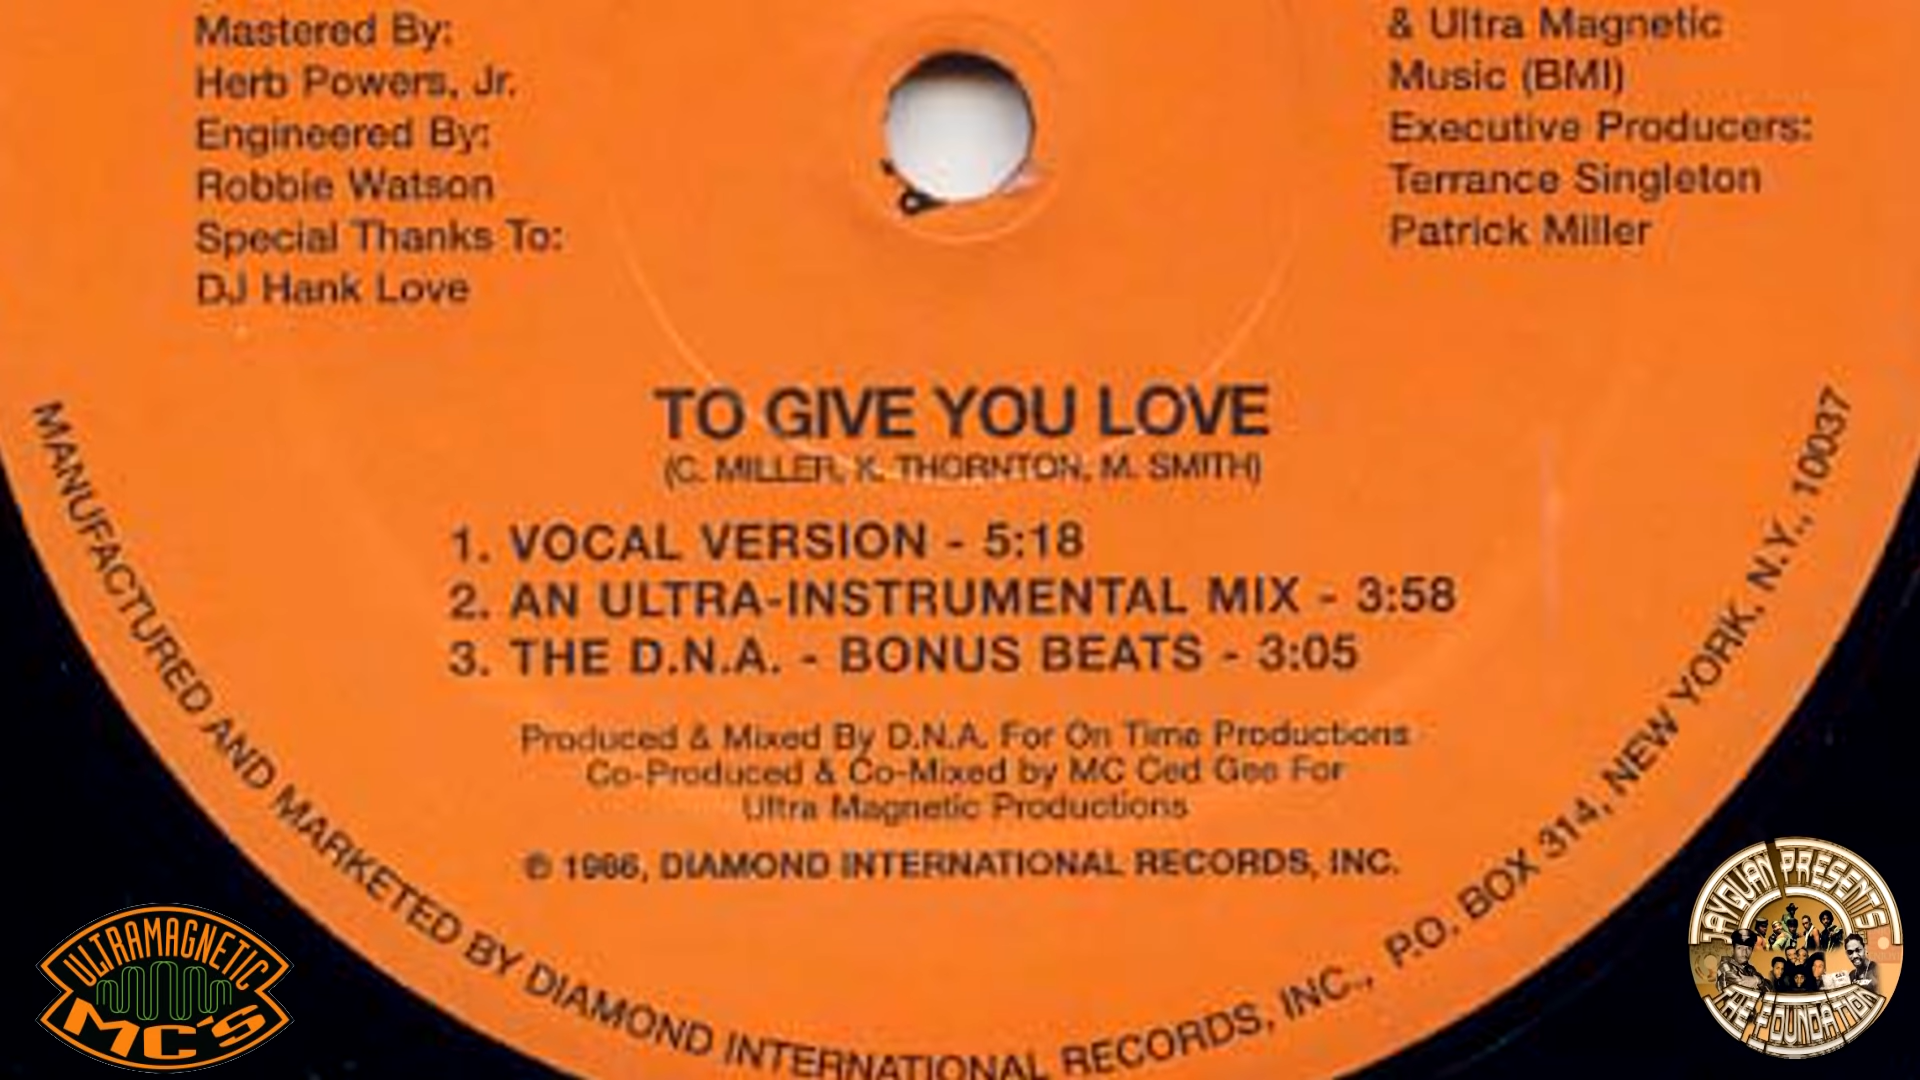 Mastered By:
Herb Powers, Jr.
Engineered By:
Robbie Watson
Special Thanks To:
DJ Hank Love
& Ultra Magnetic
Music (BMI)
Executive Producers:
Terrance Singleton
Patrick Miller
TO GIVE YOU LOVE
(C. MILLER, K. THORNTON, M. SMITH)
1. VOCAL VERSION - 5:18
2. AN ULTRA-INSTRUMENTAL MIX - 3:58
3. THE D.N.A. - BONUS BEATS - 3:05
Produced & Mixed By D.N.A. For On Time Productions
Co-Produced & Co-Mixed by MC Ced Gee For
Ultra Magnetic Productions
℗ 1986, DIAMOND INTERNATIONAL RECORDS, INC.
MANUFACTURED AND MARKETED BY DIAMOND INTERNATIONAL RECORDS, INC., P.O. BOX 314, NEW YORK, N.Y., 10037
ULTRAMAGNETIC
MC'S
JAYQUAN PRESENTS
THE FOUNDATION